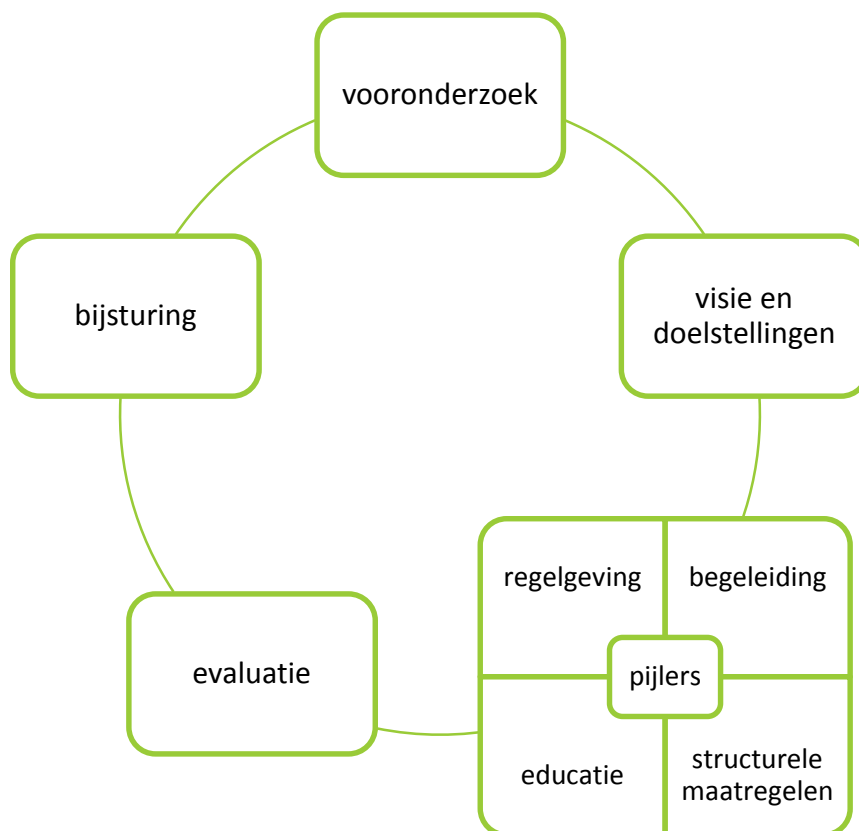 vooronderzoek
visie en
doelstellingen
regelgeving
begeleiding
pijlers
educatie
structurele
maatregelen
evaluatie
bijsturing